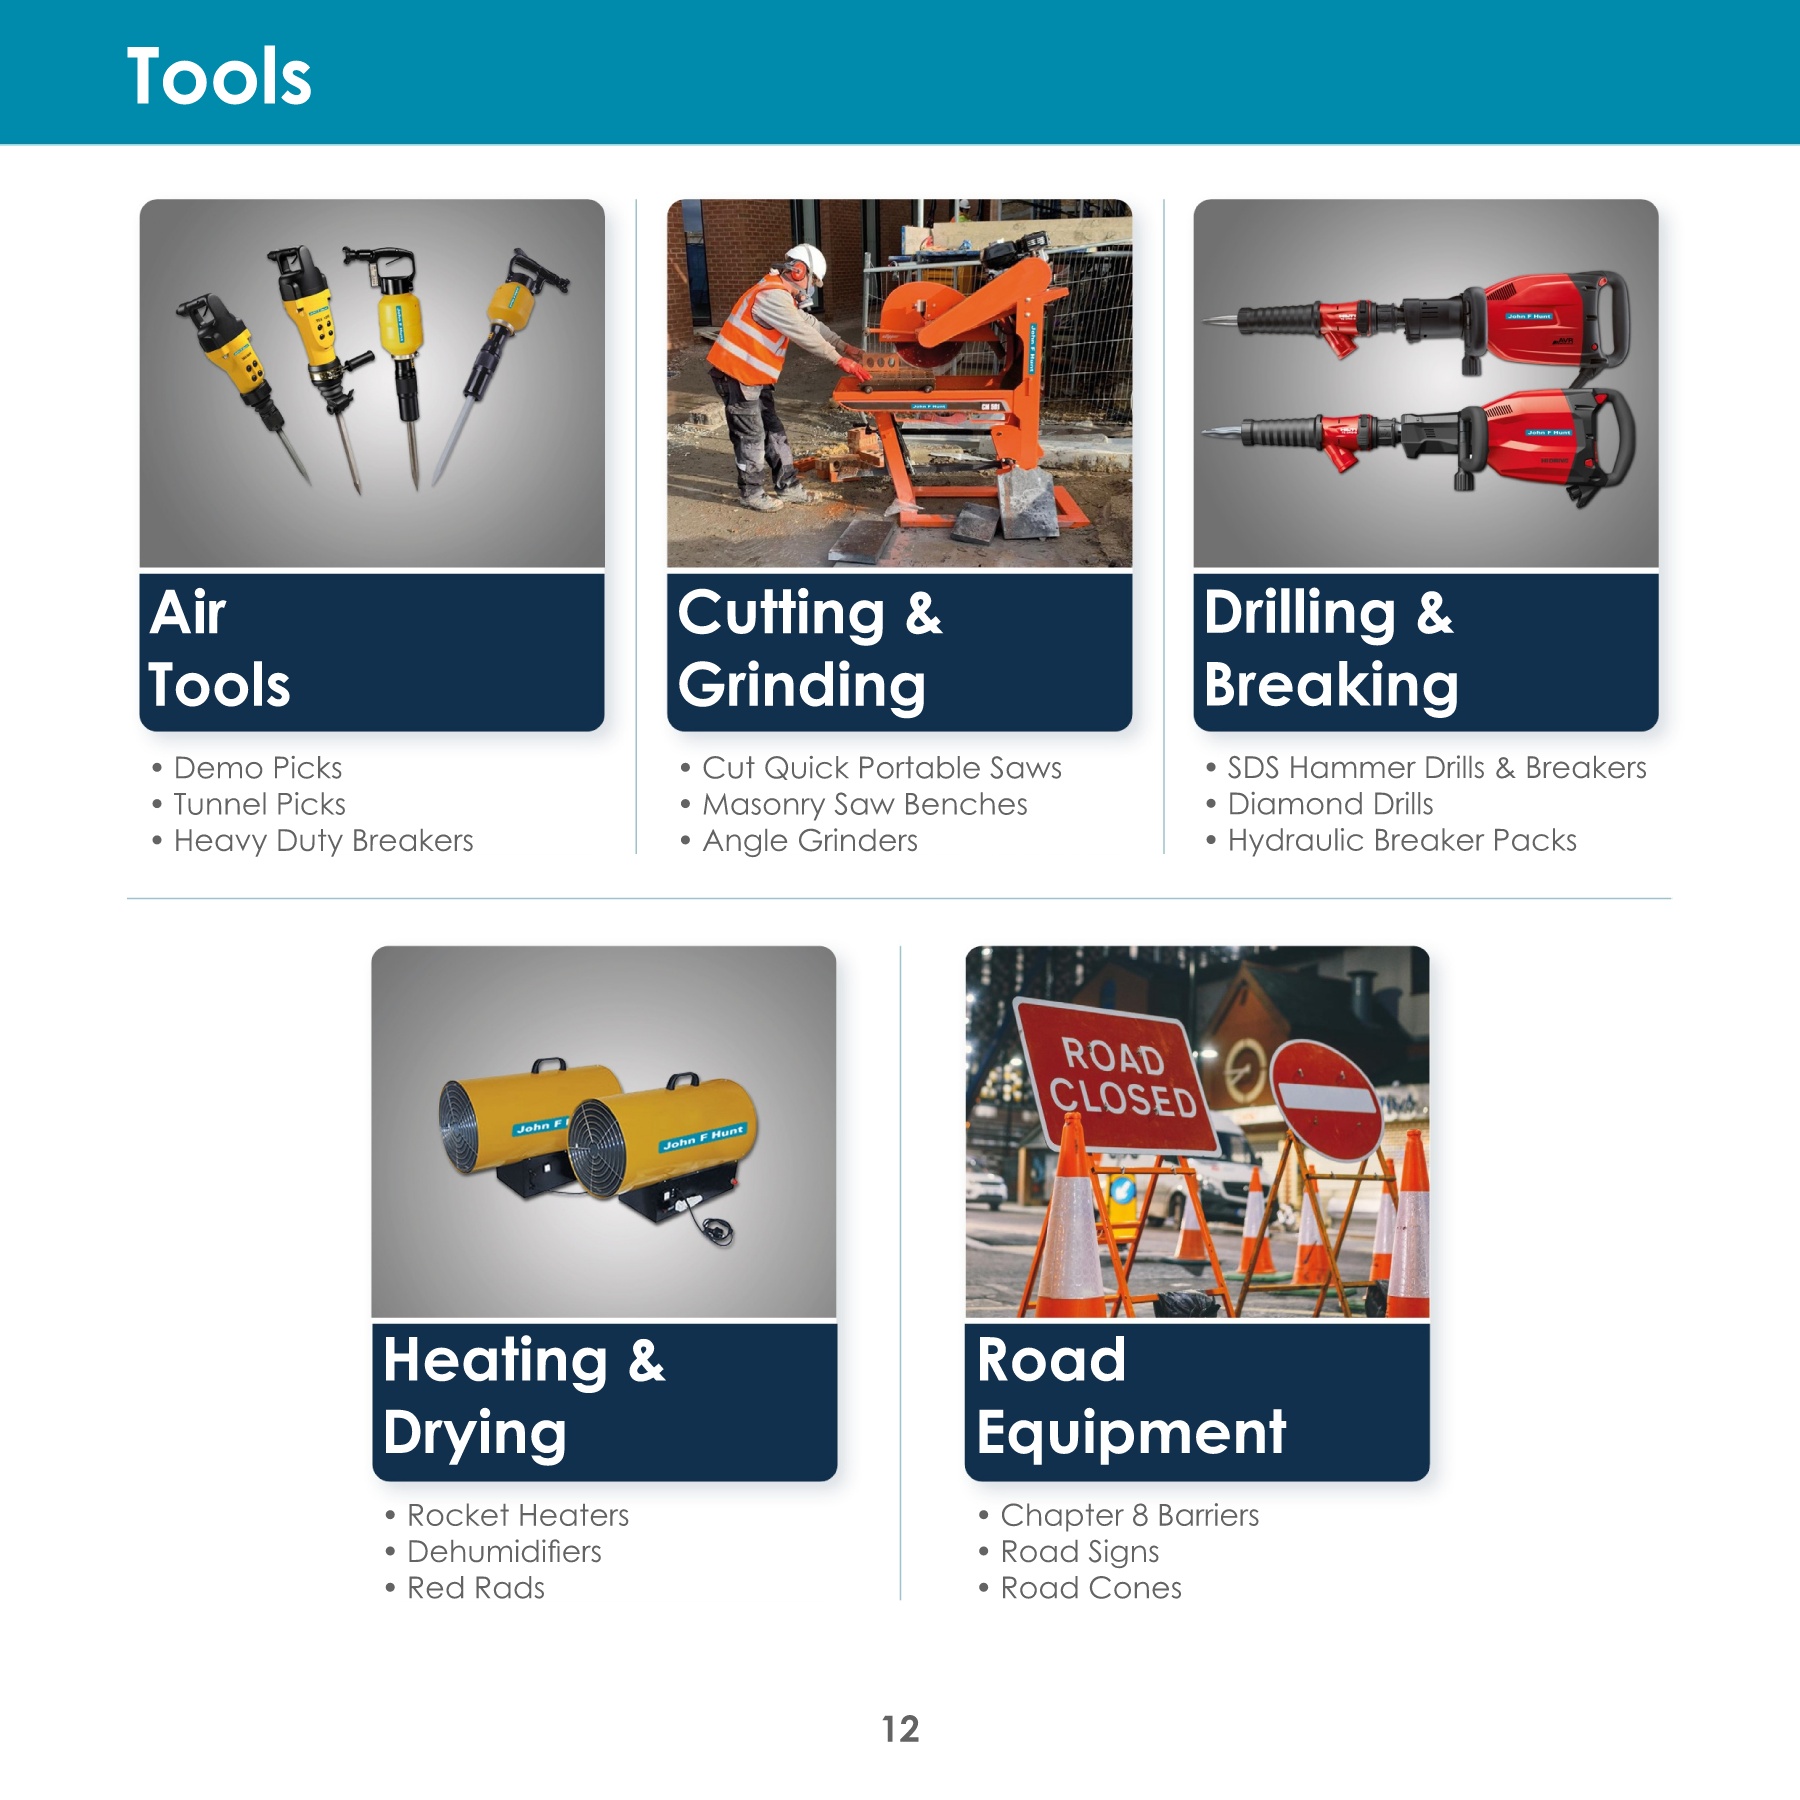 Tools
Air
Tools
• Demo Picks
• Tunnel Picks
• Heavy Duty Breakers
John F Hunt
John F Hunt
Cutting &
Grinding
• Cut Quick Portable Saws
• Masonry Saw Benches
• Angle Grinders
John F Hunt
John F Hunt
Drilling &
Breaking
• SDS Hammer Drills & Breakers
• Diamond Drills
• Hydraulic Breaker Packs
John F
John F Hunt
Heating &
Drying
• Rocket Heaters
• Dehumidifiers
• Red Rads
ROAD
CLOSED
Road
Equipment
• Chapter 8 Barriers
• Road Signs
• Road Cones
12